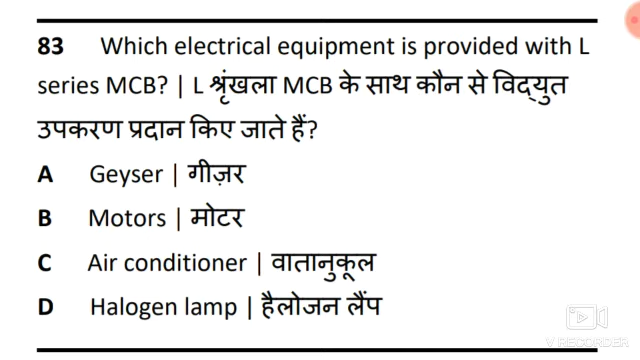 83 Which electrical equipment is provided with L
series MCB? | L श्रृंखला MCB के साथ कौन से विद्युत
उपकरण प्रदान किए जाते हैं?
A Geyser | गीज़र
B Motors | मोटर
C Air conditioner | वातानुकूल
D Halogen lamp | हैलोजन लैंप
V RECORDER